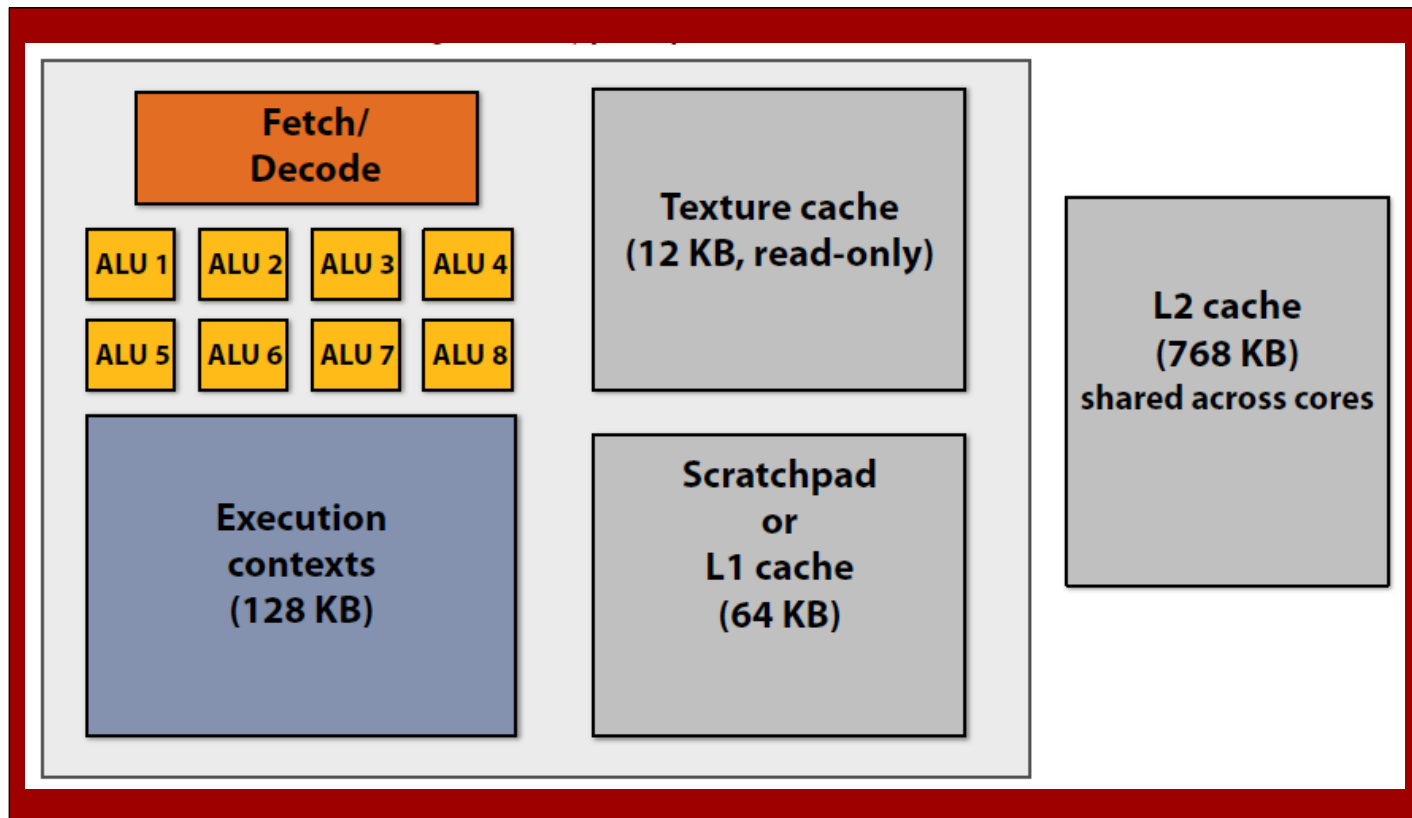 Fetch/
Decode
ALU 1
ALU 2
ALU 3
ALU 4
ALU 5
ALU 6
ALU 7
ALU 8
Execution
contexts
(128 KB)
Texture cache
(12 KB, read-only)
Scratchpad
or
L1 cache
(64 KB)
L2 cache
(768 KB)
shared across cores